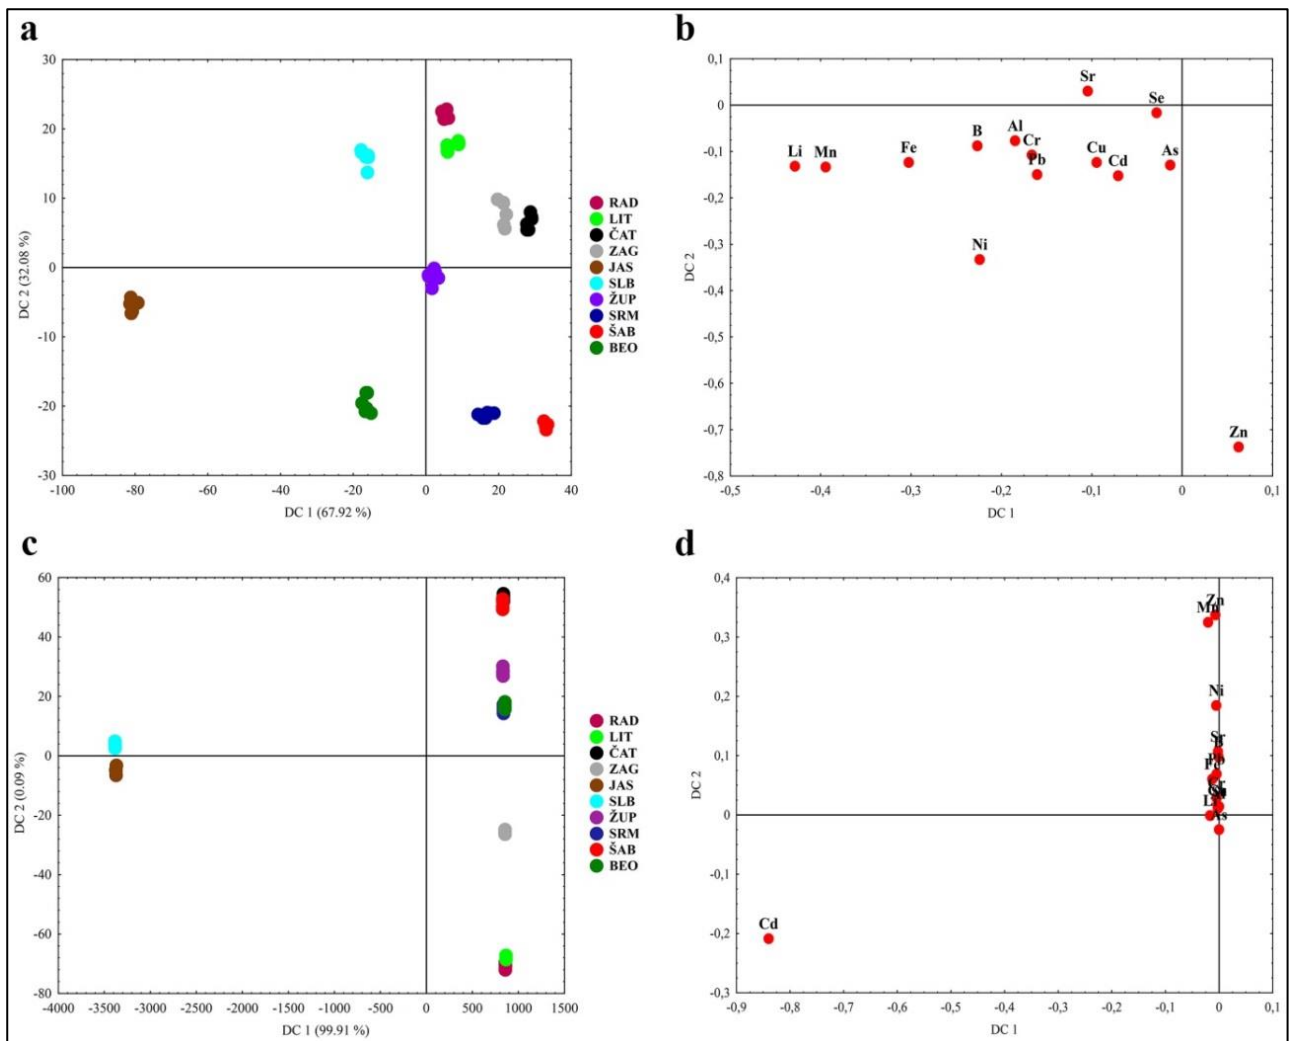 a
30
20
10
0
-10
-20
-30
-100
-80
-60
-40
-20
0
20
40
DC 2 (32.08 %)
DC 1 (67.92 %)
RAD
LIT
ČAT
ZAG
JAS
SLB
ŽUP
SRM
ŠAB
BEO
b
0,1
0
-0,1
-0,2
-0,3
-0,4
-0,5
-0,6
-0,7
-0,8
-0,5
-0,4
-0,3
-0,2
-0,1
0
0,1
DC 2
DC 1
Sr
Se
Al
B
Cr
Cu
As
Li
Mn
Fe
Pb
Cd
Ni
Zn
c
60
40
20
0
-20
-40
-60
-80
-4000
-3500
-3000
-2500
-2000
-1500
-1000
-500
0
500
1000
1500
DC 2 (0.09 %)
DC 1 (99.91 %)
RAD
LIT
ČAT
ZAG
JAS
SLB
ŽUP
SRM
ŠAB
BEO
d
0,4
0,3
0,2
0,1
0
-0,1
-0,2
-0,3
-0,9
-0,8
-0,7
-0,6
-0,5
-0,4
-0,3
-0,2
-0,1
0
0,1
DC 2
DC 1
Zn
Mn
Ni
Sr
B
Pb
Fe
Cr
Li
As
Cd